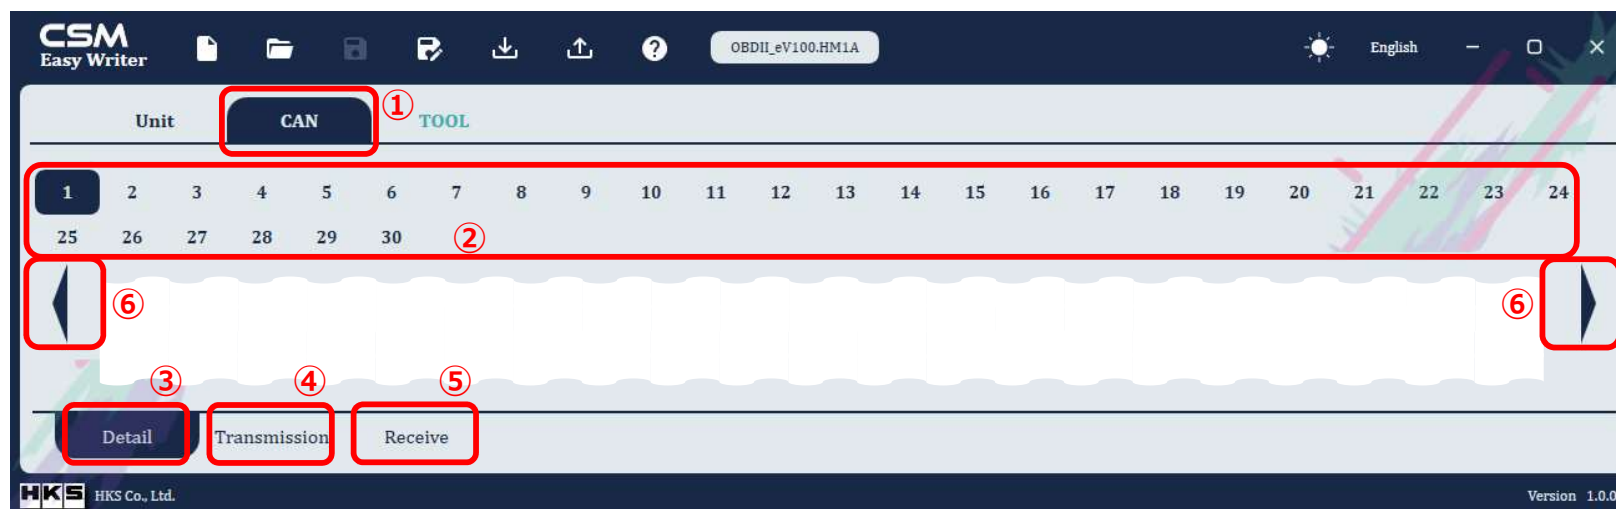 CSM
Easy Writer
OBDII_eV100.HM1A
English
Unit
CAN
①
TOOL
1 2 3 4 5 6 7 8 9 10 11 12 13 14 15 16 17 18 19 20 21 22 23 24
25 26 27 28 29 30
②
⑥
⑥
③
④
⑤
Detail
Transmission
Receive
HKS HKS Co., Ltd.
Version 1.0.0